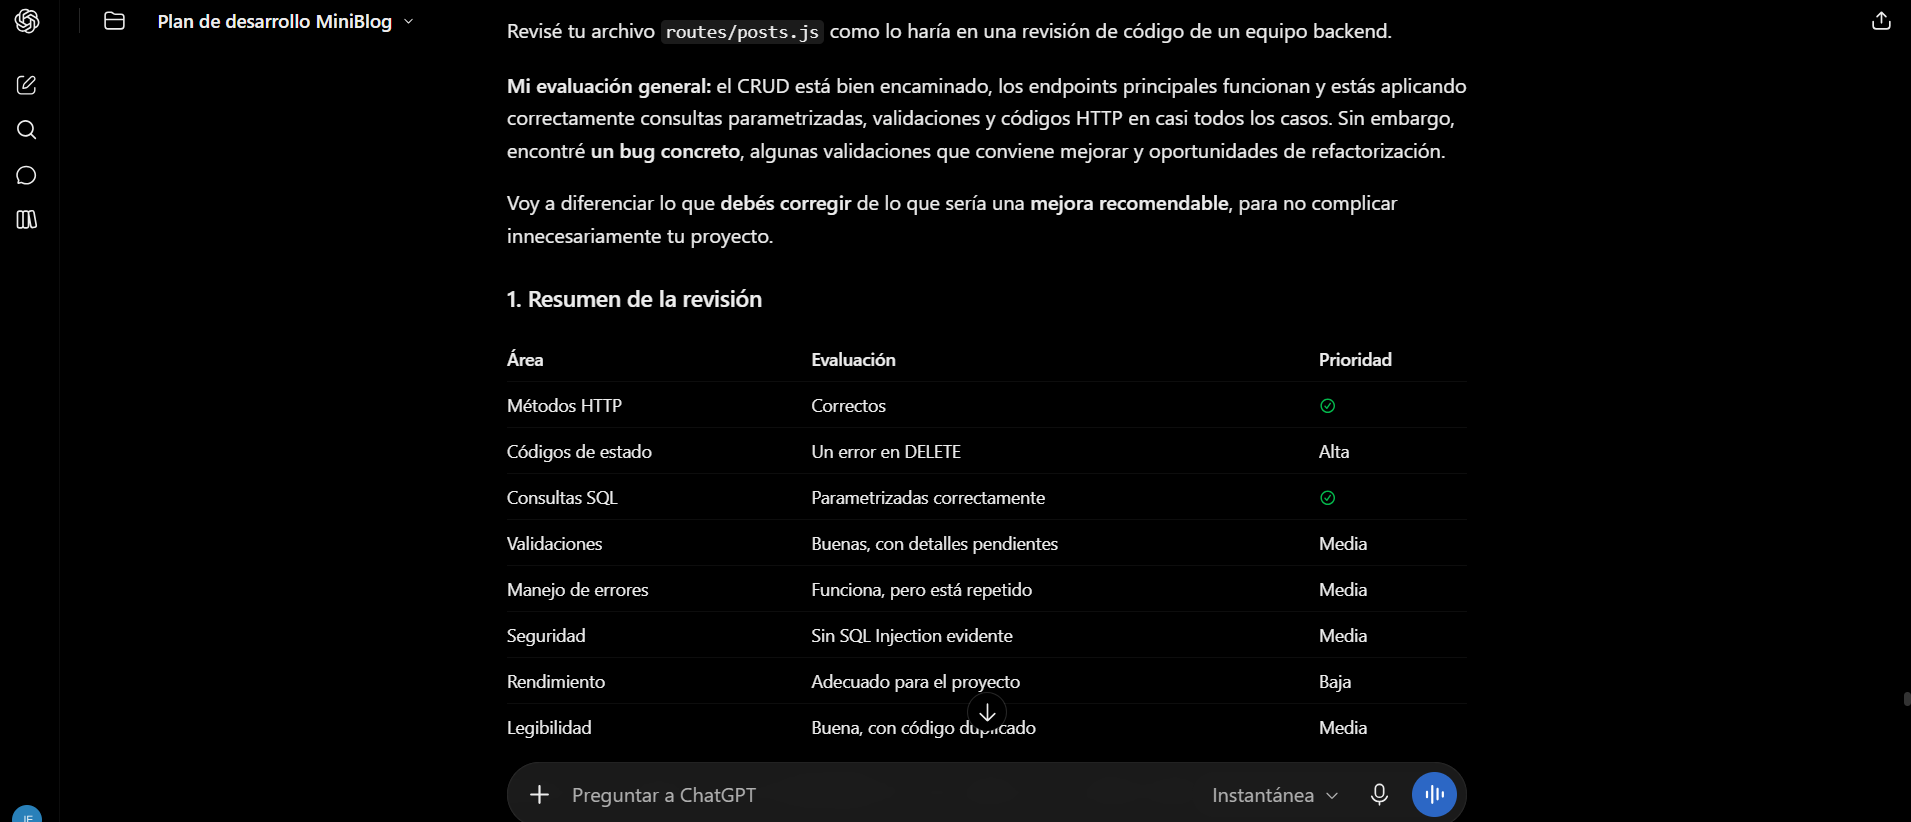 Plan de desarrollo MiniBlog
Revisé tu archivo routes/posts.js como lo haría en una revisión de código de un equipo backend.
Mi evaluación general: el CRUD está bien encaminado, los endpoints principales funcionan y estás aplicando
correctamente consultas parametrizadas, validaciones y códigos HTTP en casi todos los casos. Sin embargo,
encontré un bug concreto, algunas validaciones que conviene mejorar y oportunidades de refactorización.
Voy a diferenciar lo que debés corregir de lo que sería una mejora recomendable, para no complicar
innecesariamente tu proyecto.
1. Resumen de la revisión
Área Evaluación Prioridad
Métodos HTTP Correctos
Códigos de estado Un error en DELETE Alta
Consultas SQL Parametrizadas correctamente
Validaciones Buenas, con detalles pendientes Media
Manejo de errores Funciona, pero está repetido Media
Seguridad Sin SQL Injection evidente Media
Rendimiento Adecuado para el proyecto Baja
Legibilidad Buena, con código duplicado Media
Preguntar a ChatGPT Instantánea